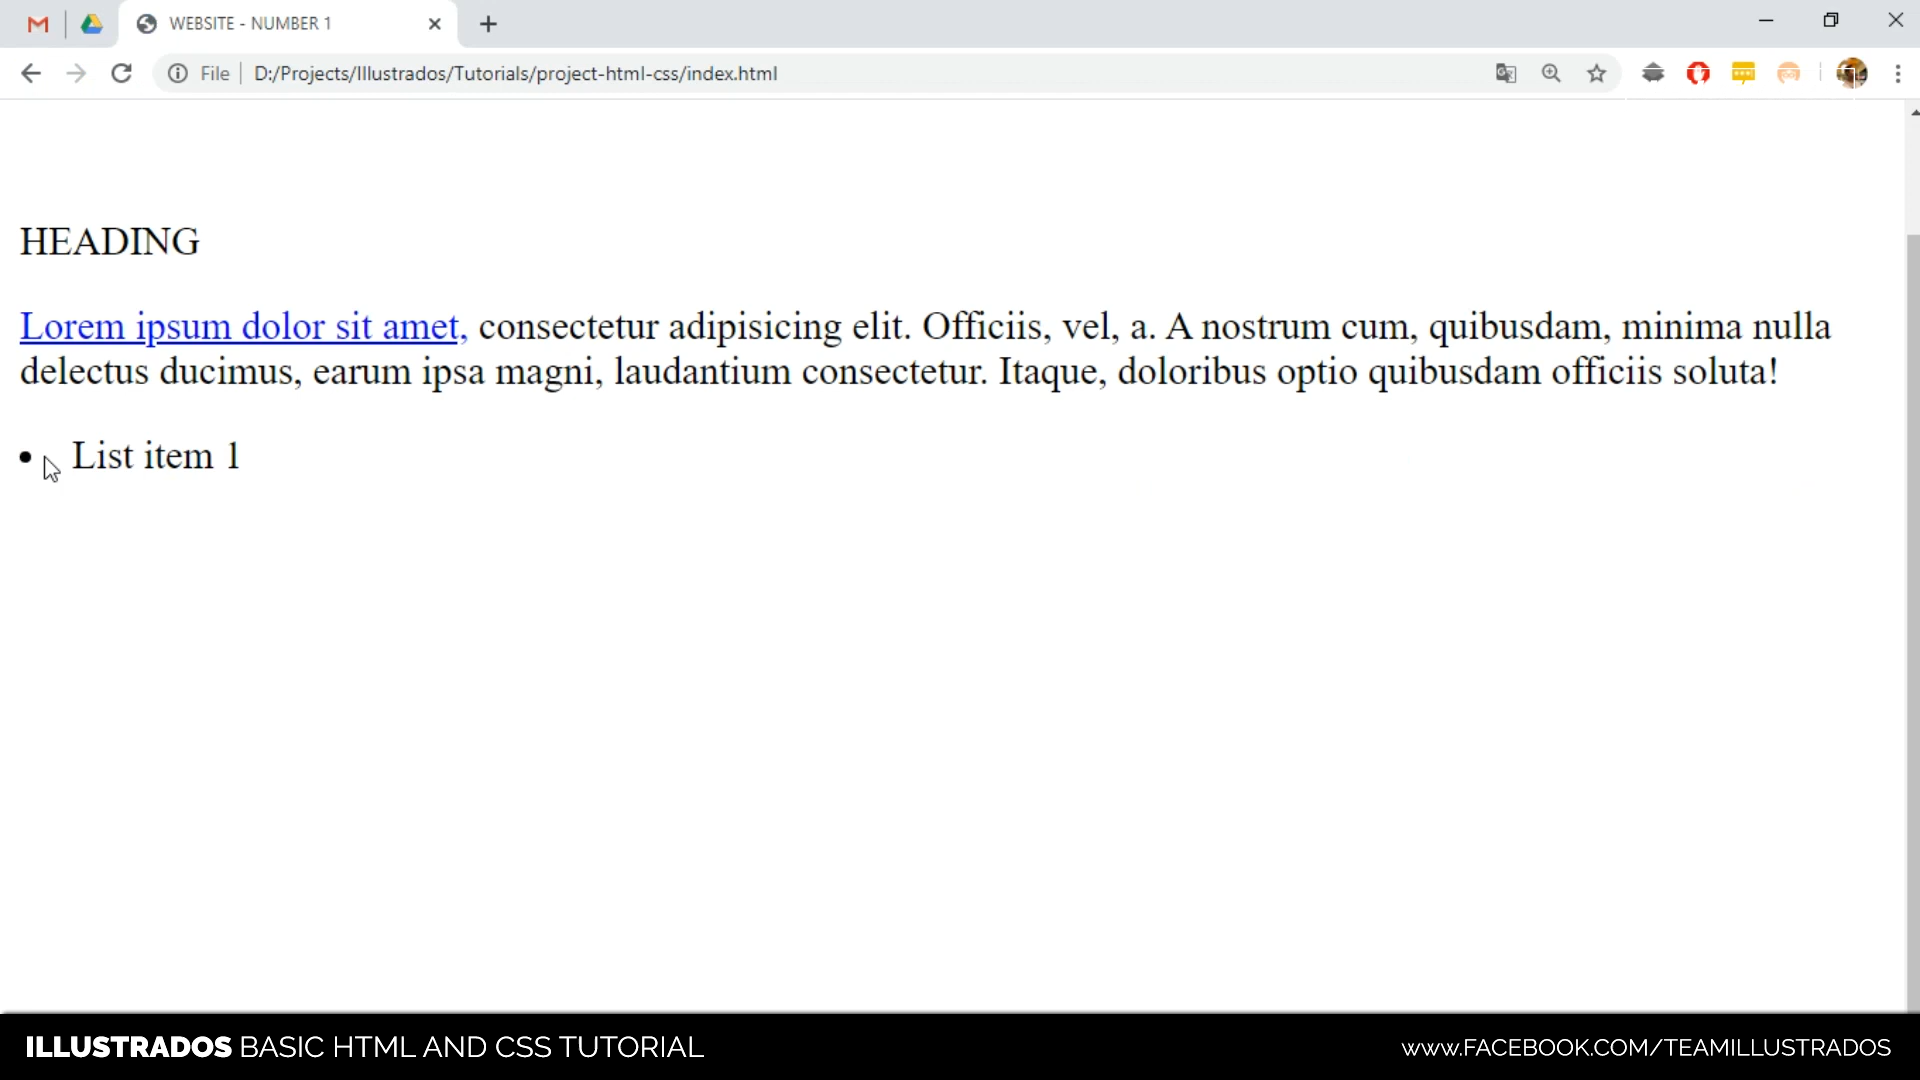 WEBSITE - NUMBER 1
File D:/Projects/Illustrados/Tutorials/project-html-css/index.html
HEADING
Lorem ipsum dolor sit amet, consectetur adipisicing elit. Officiis, vel, a. A nostrum cum, quibusdam, minima nulla
delectus ducimus, earum ipsa magni, laudantium consectetur. Itaque, doloribus optio quibusdam officiis soluta!
• List item 1
ILLUSTRADOS BASIC HTML AND CSS TUTORIAL
www.FACEBOOK.COM/TEAMILLUSTRADOS